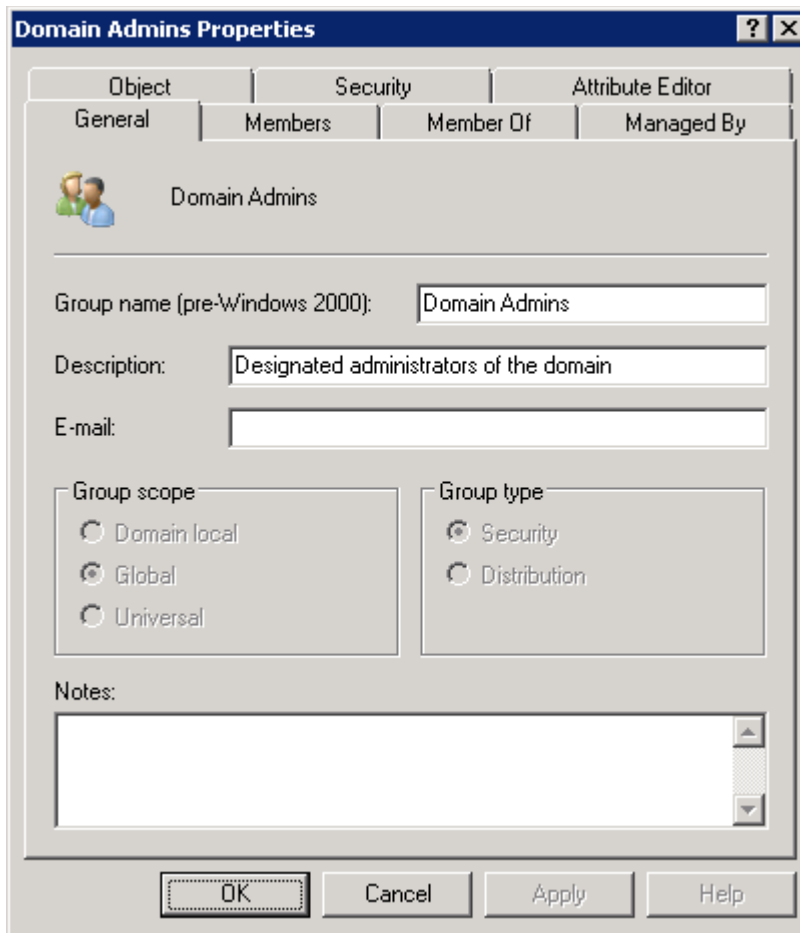 Domain Admins Properties
Object Security Attribute Editor
General Members Member Of Managed By
Domain Admins
Group name (pre-Windows 2000): Domain Admins
Description: Designated administrators of the domain
E-mail:
Group scope Group type
Domain local Security
Global Distribution
Universal
Notes:
OK Cancel Apply Help